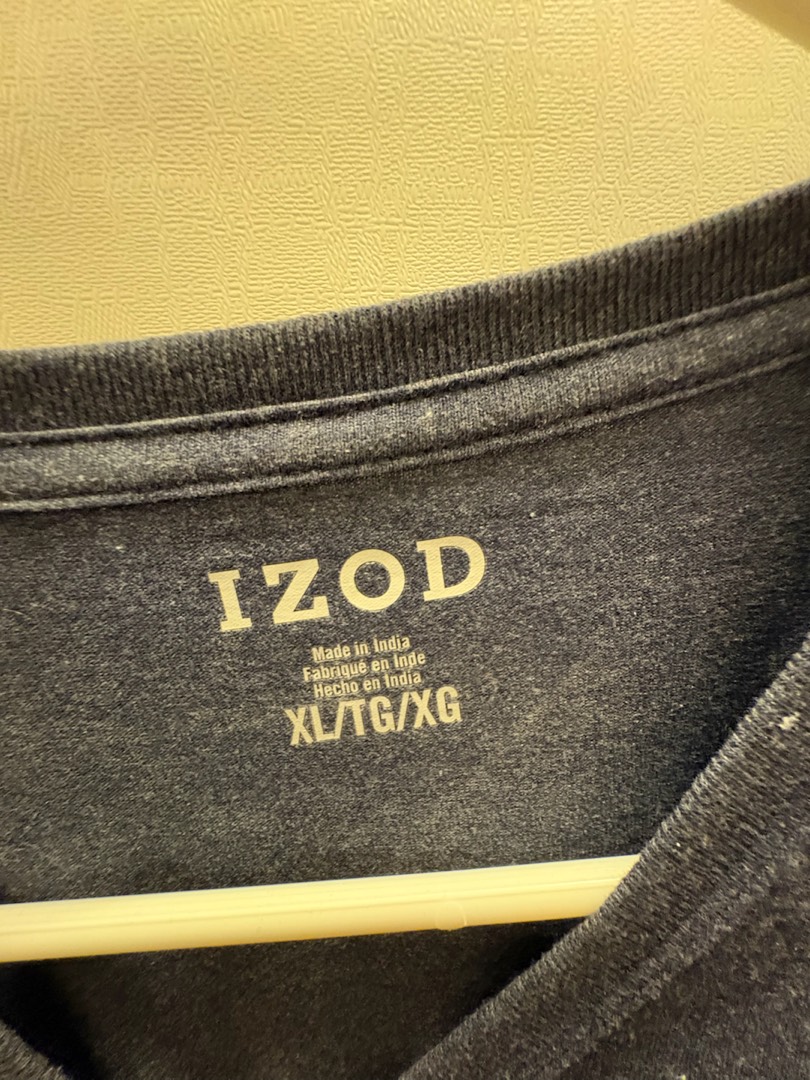 IZOD
Made in India
Fabriqué en Inde
Hecho en India
XL/TG/XG